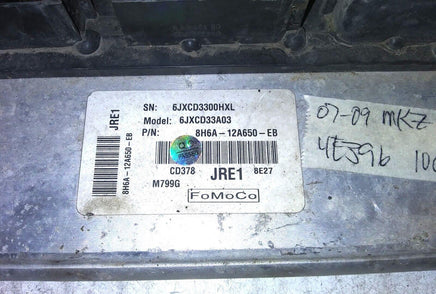 SN: 6JXCD3300HXL
Model: 6JXCD33A03
P/N: 8H6A-12A650-EB
CD378 JRE1 8E27
M799G FoMoCo
JRE1
8H6A-12A650-EB
07-09 MKZ